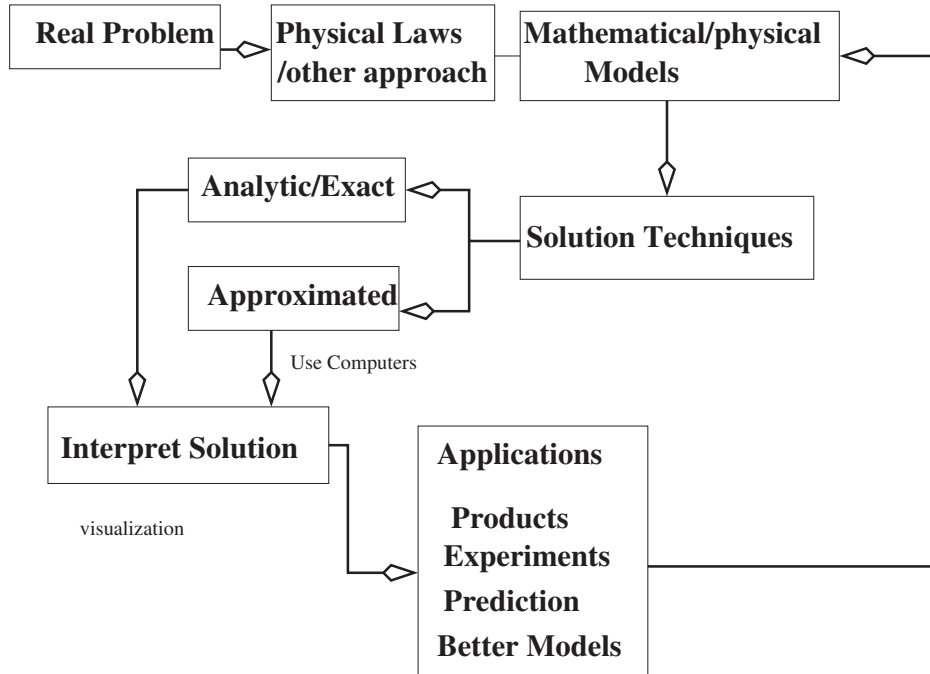 Real Problem
Physical Laws
/other approach
Mathematical/physical
Models
Analytic/Exact
Solution Techniques
Approximated
Use Computers
Interpret Solution
visualization
Applications
Products
Experiments
Prediction
Better Models